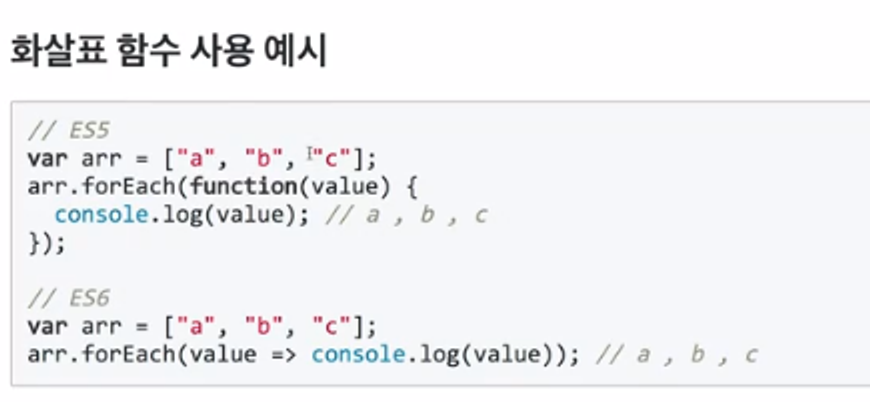 화살표 함수 사용 예시
// ES5
var arr = ["a", "b", "c"];
arr.forEach(function(value) {
  console.log(value); // a , b , c
});
// ES6
var arr = ["a", "b", "c"];
arr.forEach(value => console.log(value)); // a , b , c